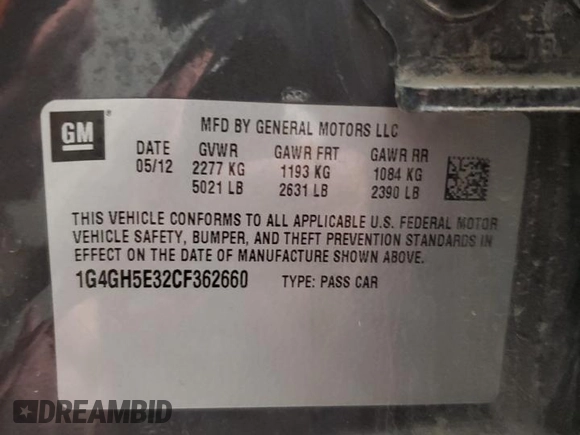 GM
MFD BY GENERAL MOTORS LLC
DATE GVWR GAWR FRT GAWR RR
05/12 2277 KG 1193 KG 1084 KG
5021 LB 2631 LB 2390 LB
THIS VEHICLE CONFORMS TO ALL APPLICABLE U.S. FEDERAL MOTOR
VEHICLE SAFETY, BUMPER, AND THEFT PREVENTION STANDARDS IN
EFFECT ON THE DATE OF MANUFACTURE SHOWN ABOVE.
1G4GH5E32CF362660 TYPE: PASS CAR
DREAMBID